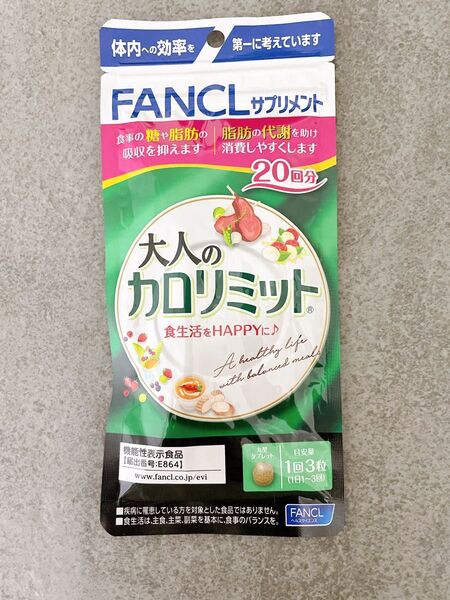 体内への効率を 第一に考えています
FANCL サプリメント
食事の糖や脂肪の 脂肪の代謝を助け
吸収を抑えます 消費しやすくします
20回分
大人の
カロリミット®
食生活をHAPPYに♪
A healthy life
with balanced meal.
機能性表示食品
【届出番号:E864】
www.fancl.co.jp/evi
丸型
タブレット
目安量
1回3粒
(1日1~3回)
■疾病に罹患している方を対象とした食品ではありません。
■食生活は、主食、主菜、副菜を基本に、食事のバランスを。
FANCL
ヘルスサイエンス